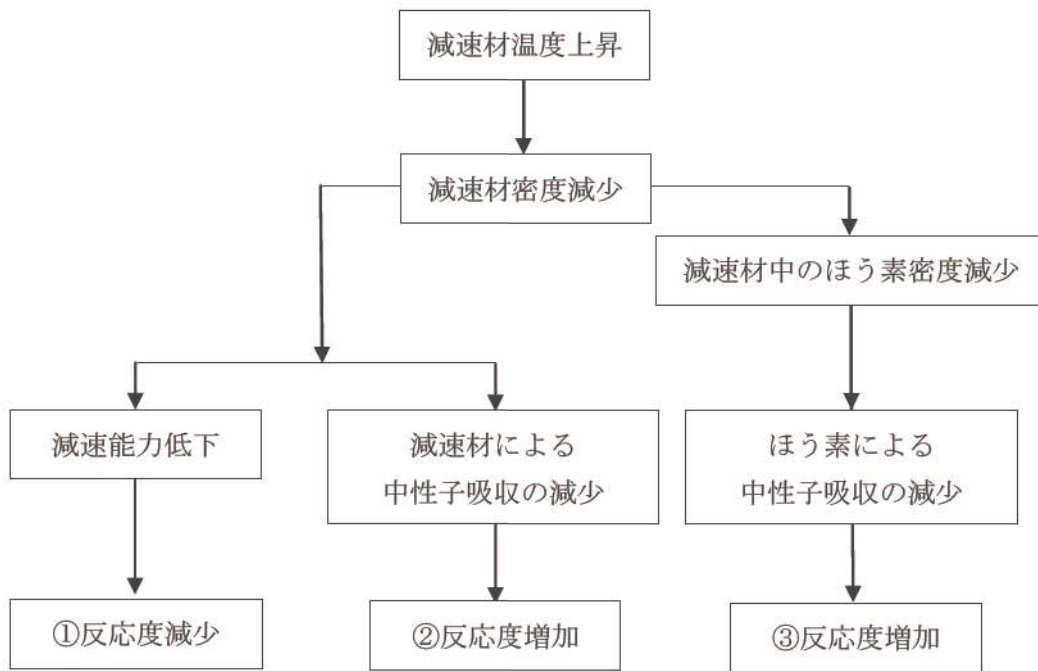 減速材温度上昇
減速材密度減少
減速材中のほう素密度減少
減速能力低下
減速材による
中性子吸収の減少
ほう素による
中性子吸収の減少
①反応度減少
②反応度増加
③反応度増加